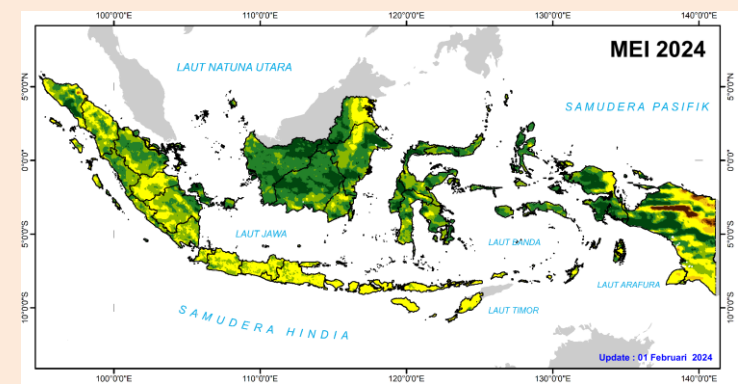 100°0'0"E 110°0'0"E 120°0'0"E 130°0'0"E 140°0'0"E
MEI 2024
LAUT NATUNA UTARA
5°0'0"N 5°0'0"N
SAMUDERA PASIFIK
0°0'0" 0°0'0"
LAUT JAWA
LAUT BANDA
5°0'0"S 5°0'0"S
LAUT ARAFURA
SAMUDERA HINDIA
LAUT TIMOR
10°0'0"S 10°0'0"S
Update : 01 Februari 2024
100°0'0"E 110°0'0"E 120°0'0"E 130°0'0"E 140°0'0"E